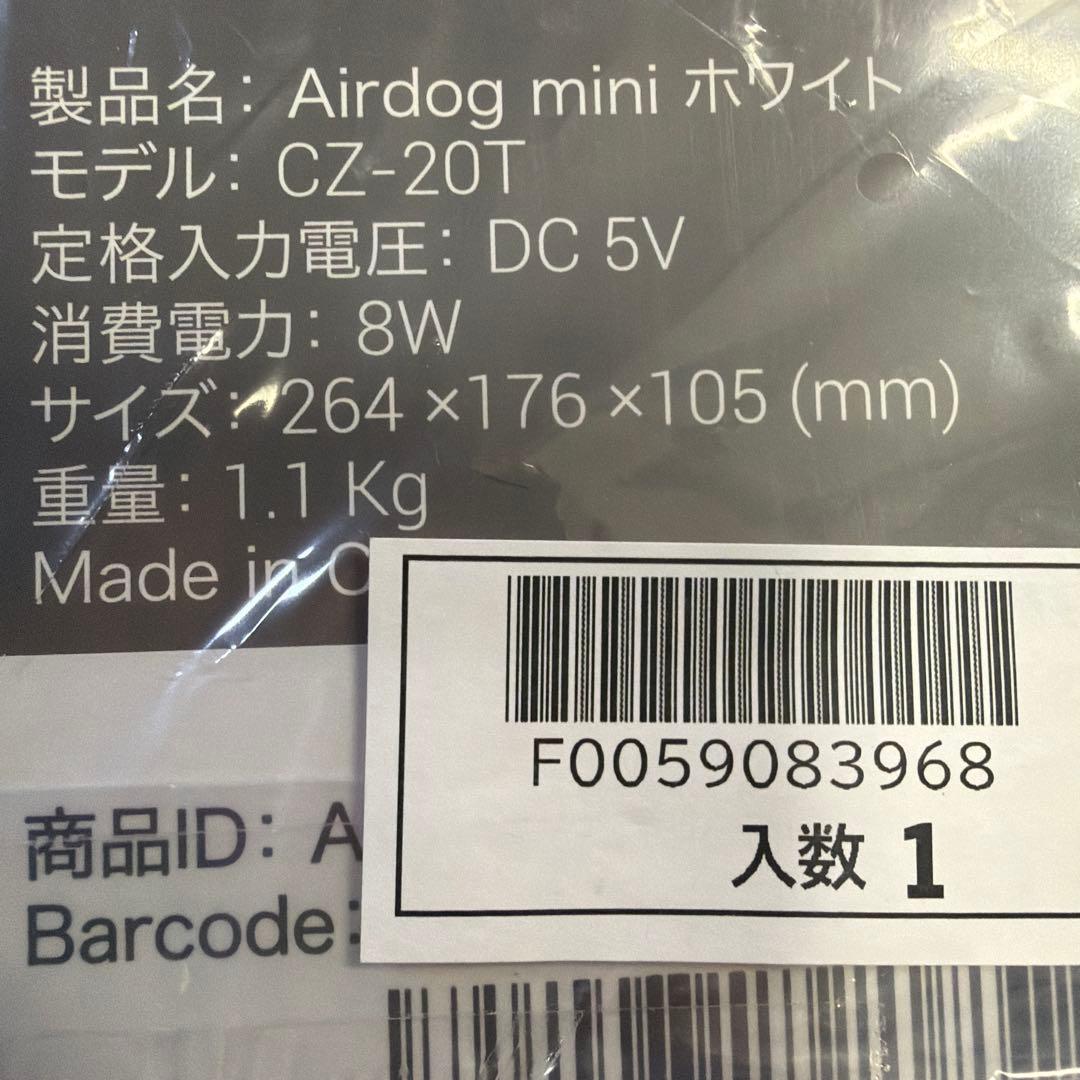 製品名: Airdog mini ホワイト
モデル: CZ-20T
定格入力電圧: DC 5V
消費電力: 8W
サイズ: 264 ×176 ×105 (mm)
重量: 1.1 Kg
Made in C
F0059083968
入数 1
商品ID: A
Barcode: